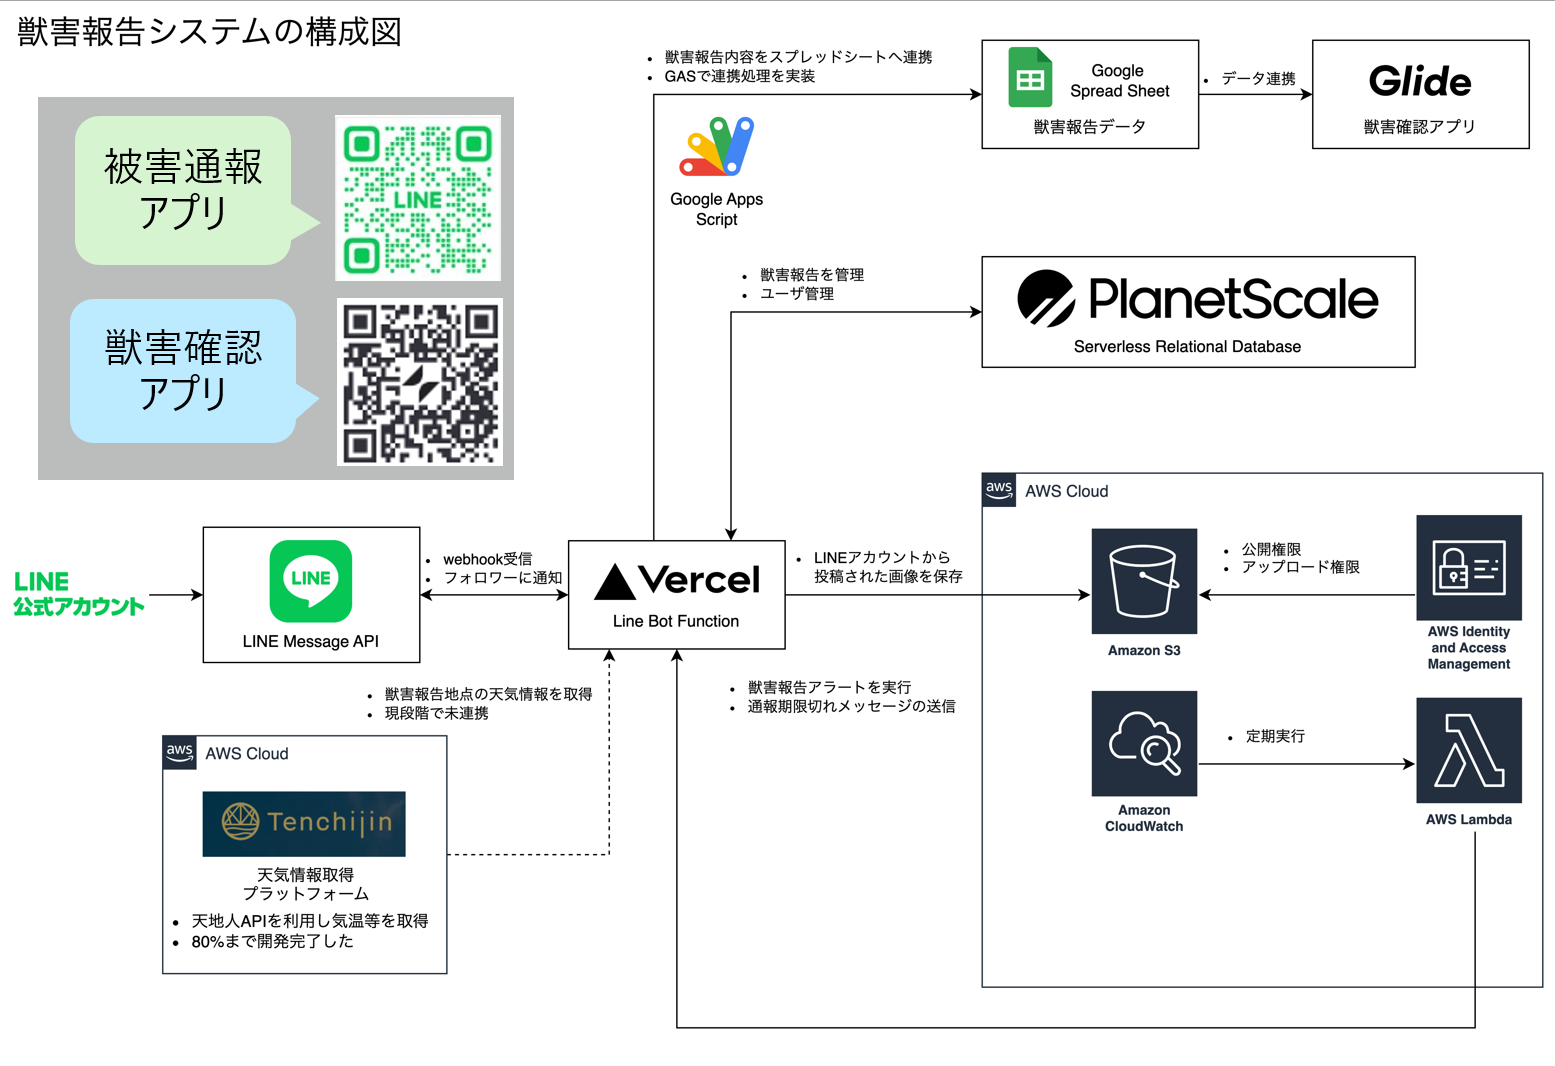 獣害報告システムの構成図
被害通報
アプリ
LINE
獣害確認
アプリ
獣害報告内容をスプレッドシートへ連携
GASで連携処理を実装
Google Apps
Script
Google
Spread Sheet
獣害報告データ
データ連携
Glide
獣害確認アプリ
獣害報告を管理
ユーザ管理
PlanetScale
Serverless Relational Database
LINE
公式アカウント
LINE
LINE Message API
webhook受信
フォロワーに通知
Vercel
Line Bot Function
LINEアカウントから
投稿された画像を保存
aws
AWS Cloud
Amazon S3
公開権限
アップロード権限
AWS Identity
and Access
Management
Amazon
CloudWatch
定期実行
AWS Lambda
獣害報告アラートを実行
通報期限切れメッセージの送信
獣害報告地点の天気情報を取得
現段階で未連携
aws
AWS Cloud
Tenchijin
天気情報取得
プラットフォーム
天地人APIを利用し気温等を取得
80%まで開発完了した